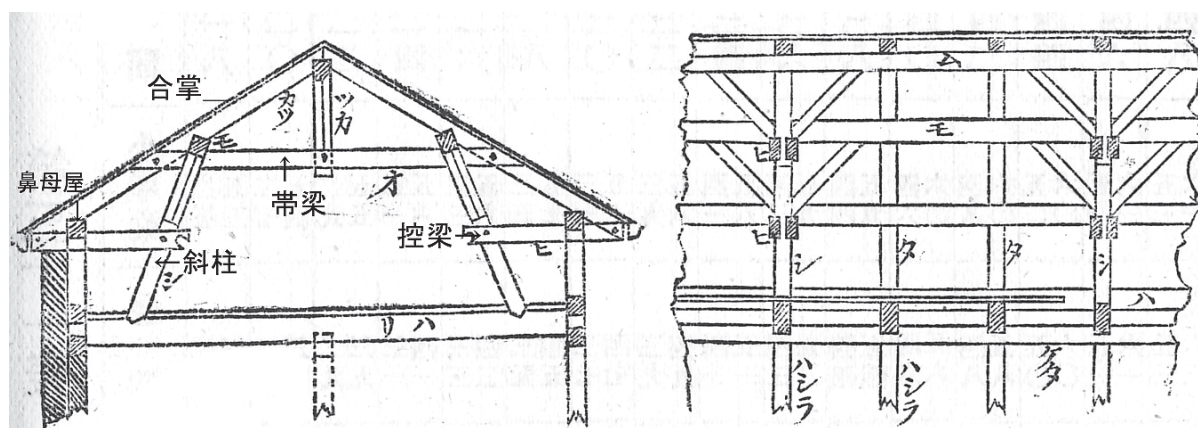 合掌
カツ
ツカ
モ
オ
鼻母屋
帯梁
控梁
ヒ
斜柱
シ
ハリ
ム
モ
ヒ
ヒ
シ
タ
タ
シ
ハ
ケタ
ハシラ
ハシラ
ハシラ